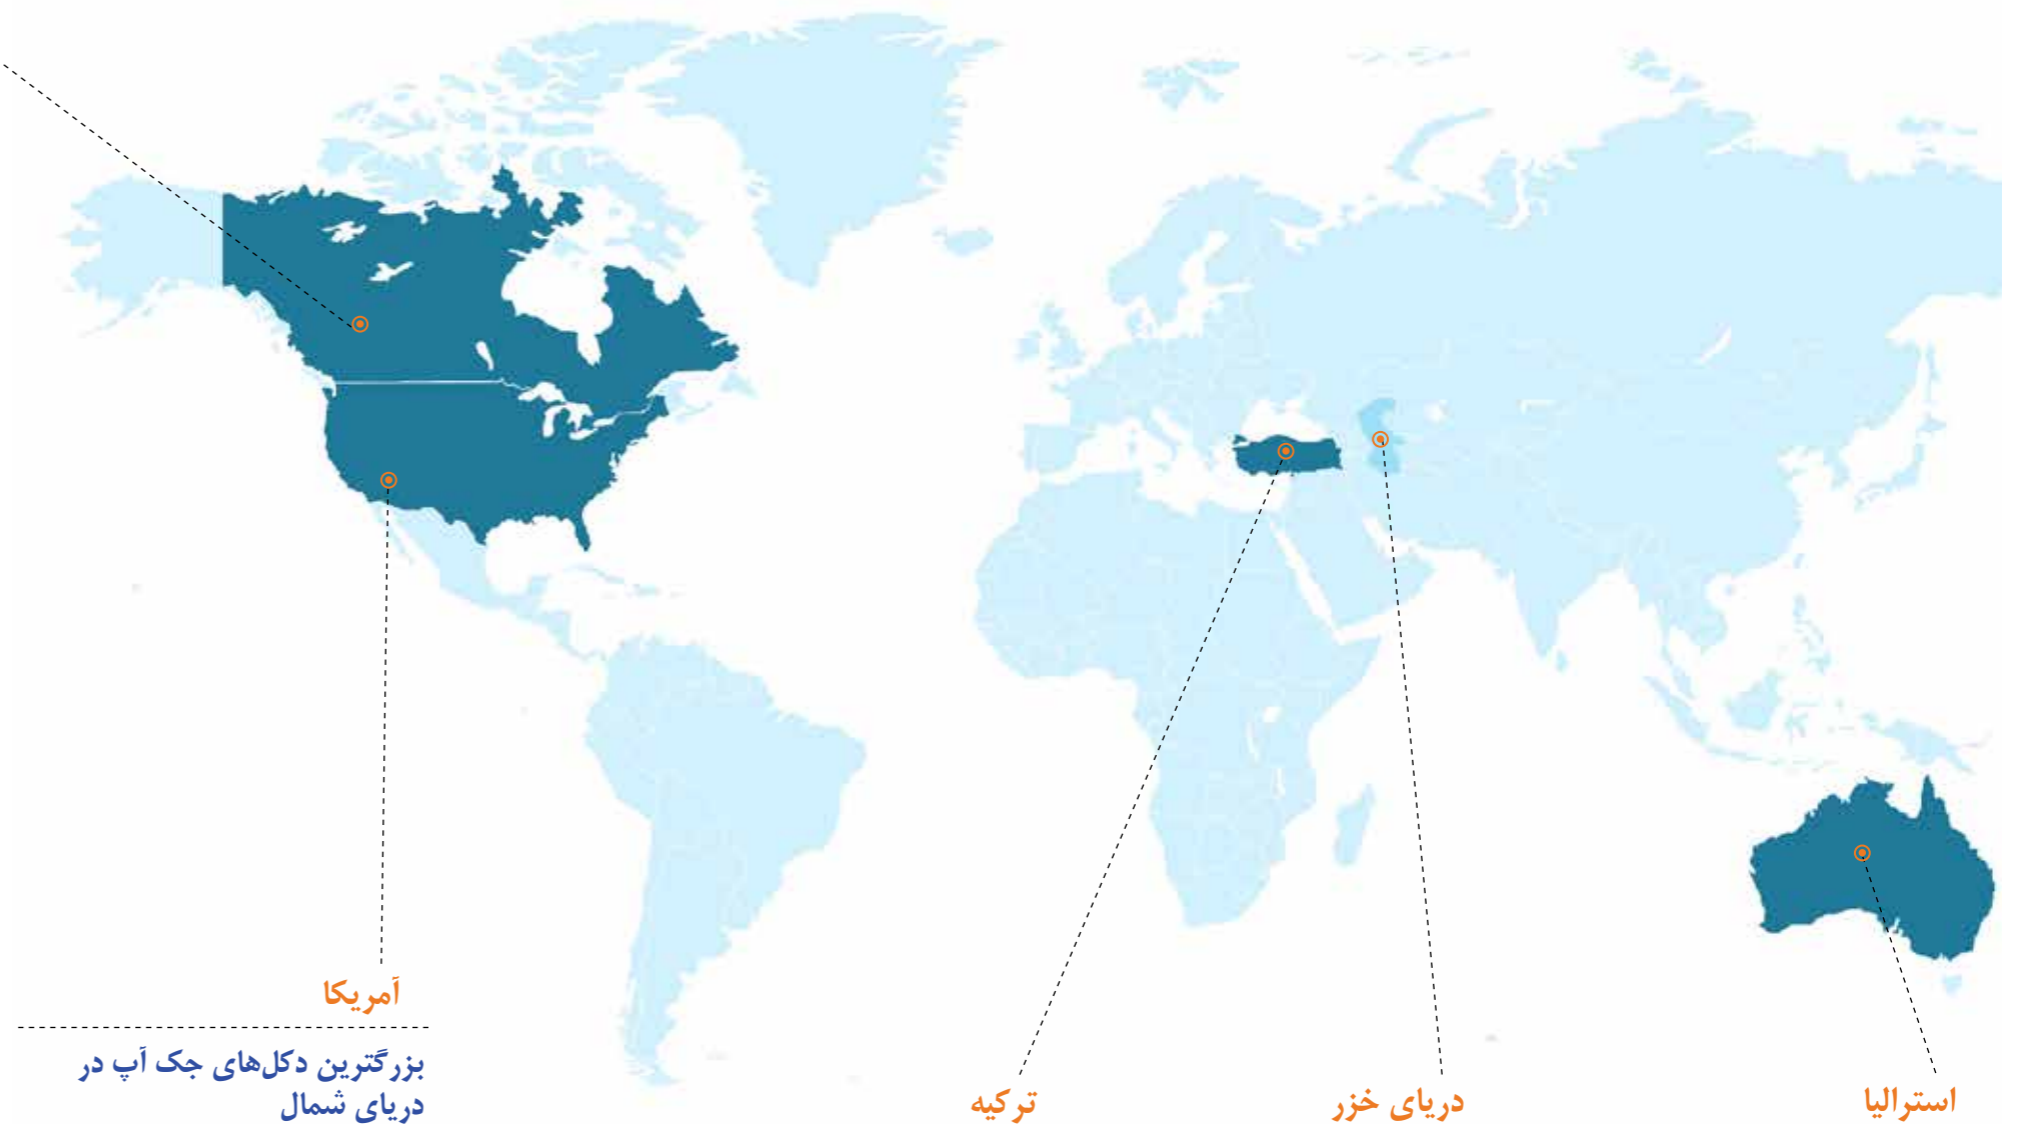 آمریکا
بزرگترین دکل‌های جک آپ در
دریای شمال
استرالیا
دریای خزر
ترکیه